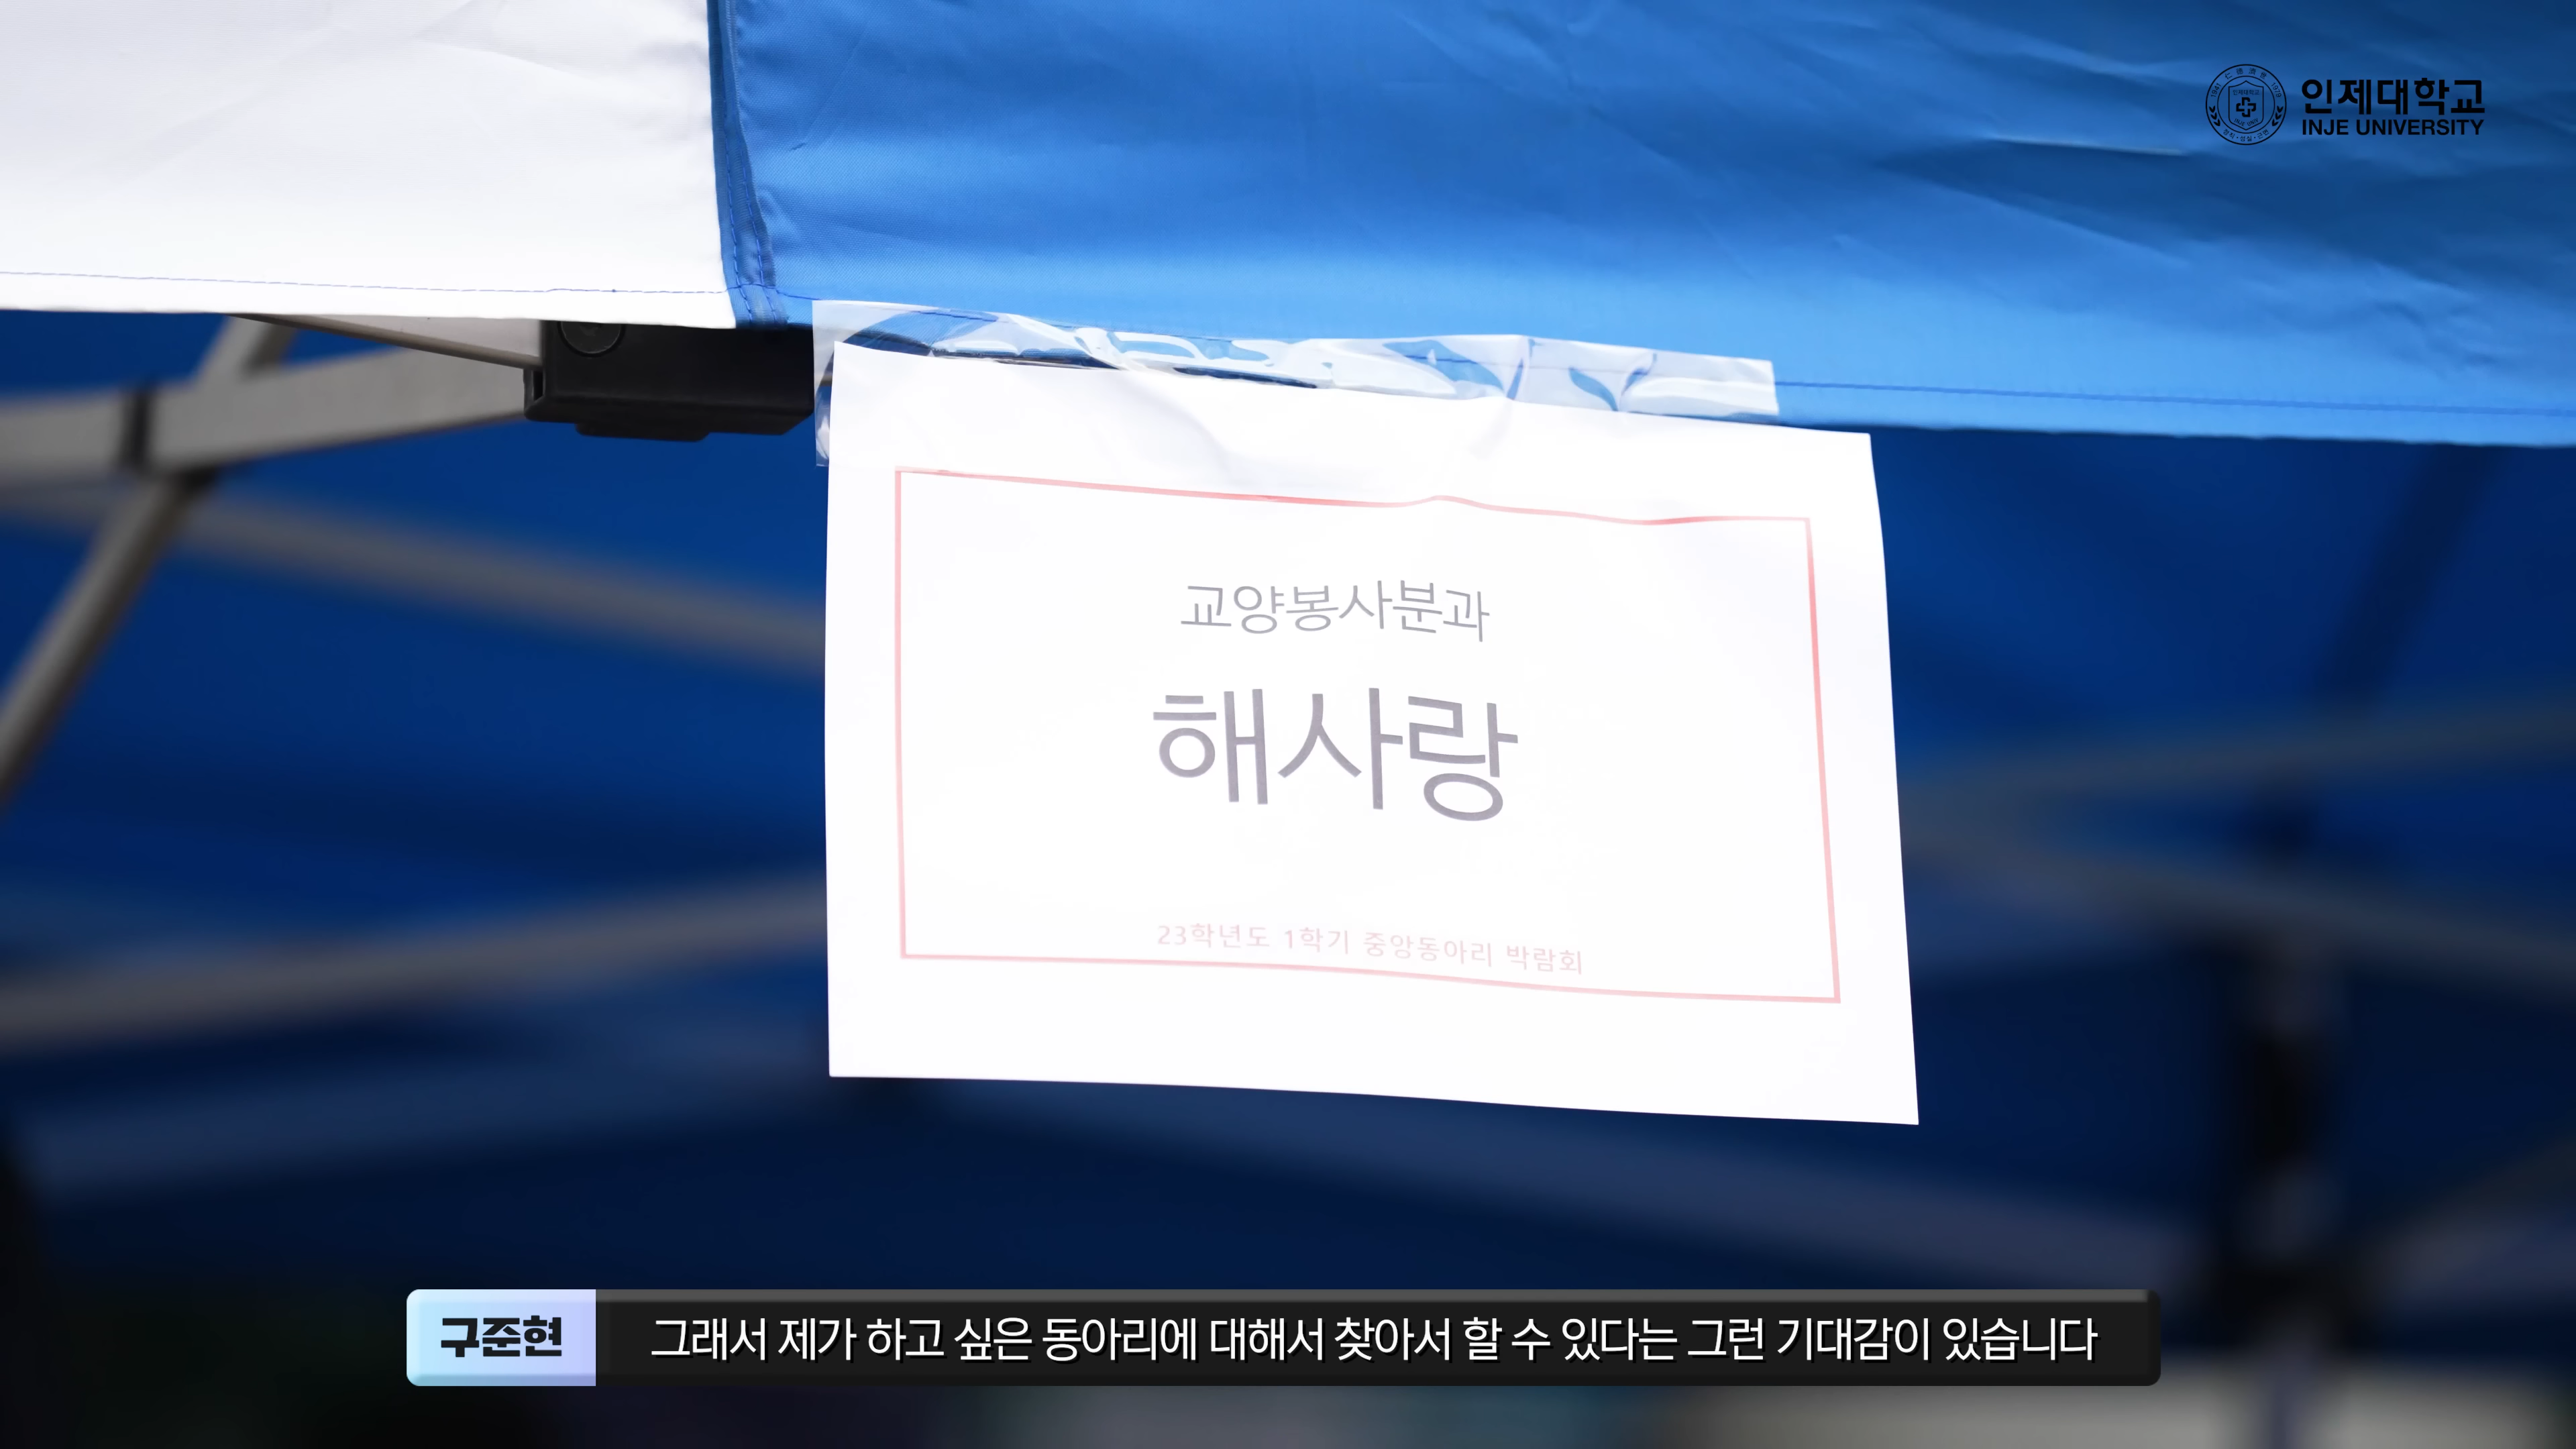 인제대학교
INJE UNIVERSITY
교양봉사분과
해사랑
23학년도 1학기 중앙동아리 박람회
구준현 그래서 제가 하고 싶은 동아리에 대해서 찾아서 할 수 있다는 그런 기대감이 있습니다